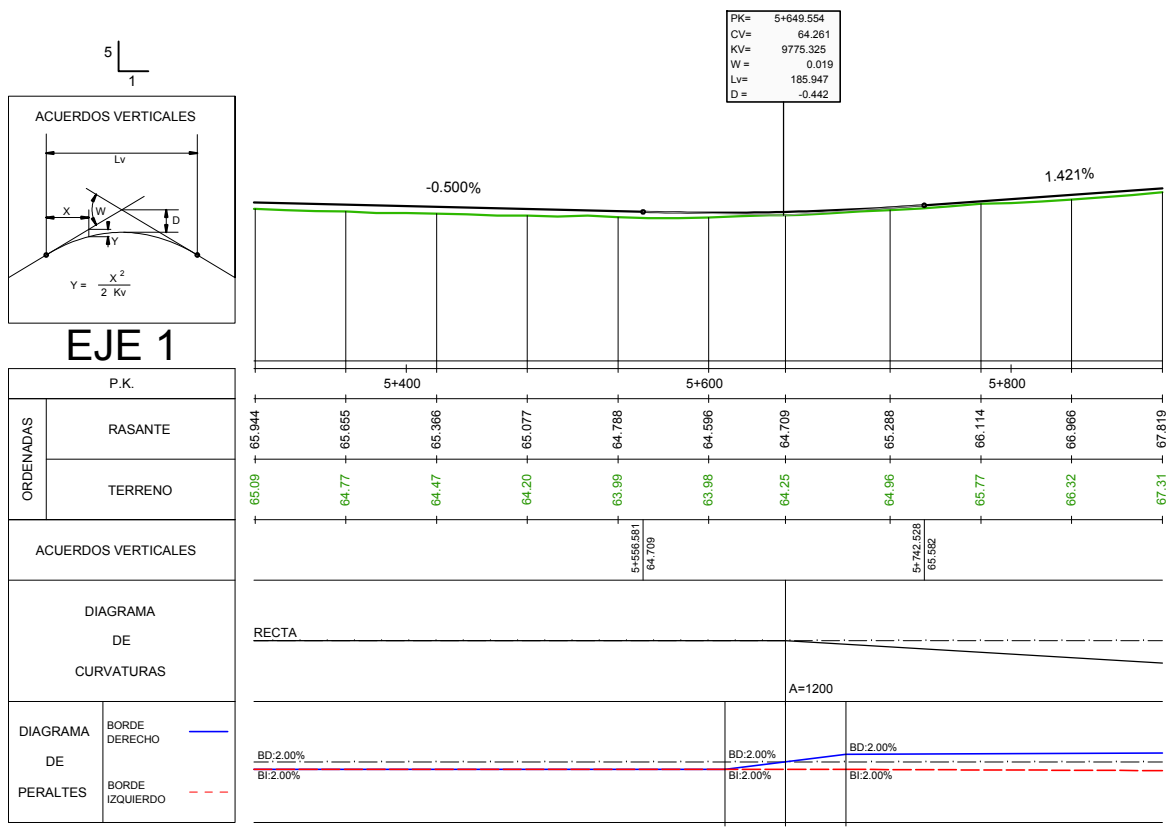 PK= 5+649.554
CV= 64.261
KV= 9775.325
W = 0.019
Lv= 185.947
D = -0.442
5
1
ACUERDOS VERTICALES
Lv
X
W
D
Y
Y = X 2
2 Kv
-0.500%
1.421%
EJE 1
P.K.
5+400 5+600 5+800
ORDENADAS
RASANTE
65.944 65.655 65.366 65.077 64.788 64.596 64.709 65.288 66.114 66.966 67.819
TERRENO
65.09 64.77 64.47 64.20 63.99 63.98 64.25 64.96 65.77 66.32 67.31
ACUERDOS VERTICALES
5+556.581
64.709
5+742.528
65.582
DIAGRAMA
DE
CURVATURAS
RECTA
A=1200
DIAGRAMA
DE
PERALTES
BORDE
DERECHO
BORDE
IZQUIERDO
BD:2.00% BD:2.00% BD:2.00%
BI:2.00% BI:2.00% BI:2.00%